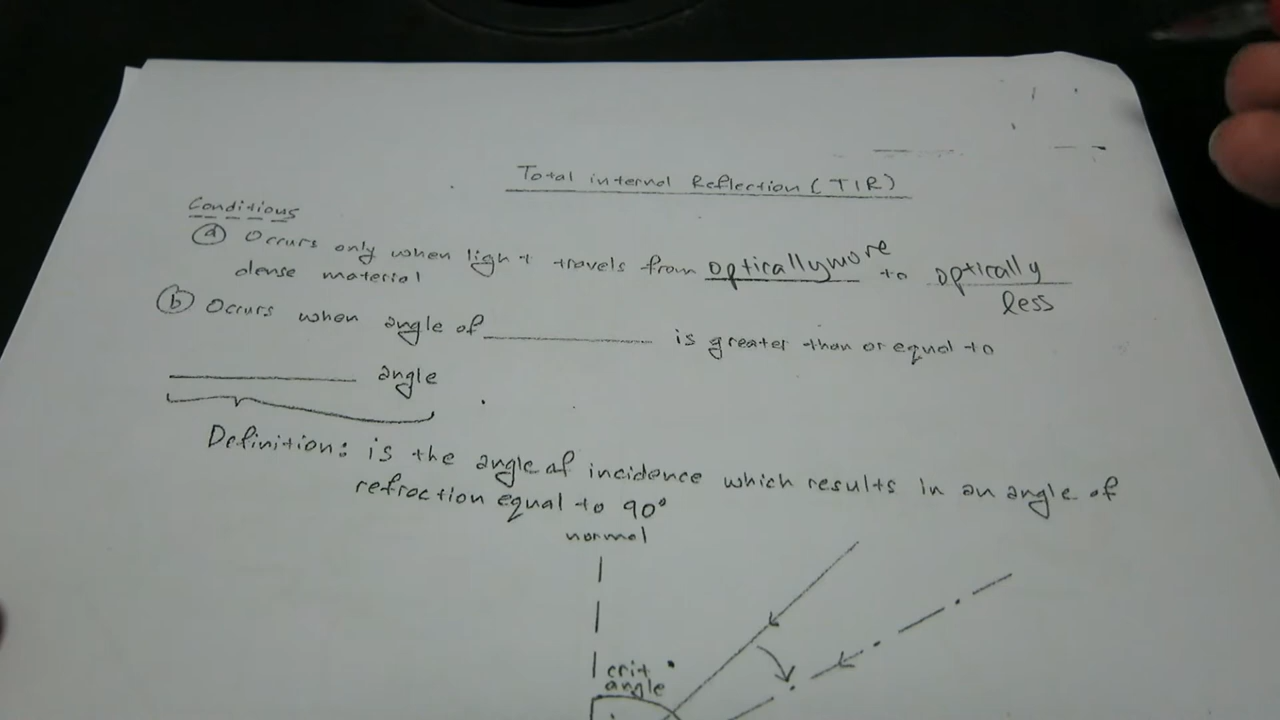 Total internal Reflection (TIR)
Conditions
(a) Occurs only when light travels from optically more to optically less
dense material
(b) Occurs when angle of __________ is greater than or equal to
__________ angle
Definition: is the angle of incidence which results in an angle of
refraction equal to 90°
normal
crit
angle